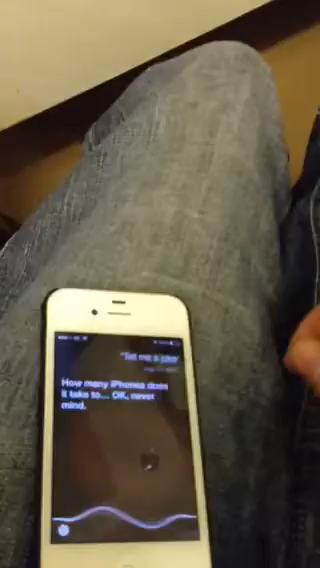 "Tell me a joke"
How many iPhones does
it take to... OK, never
mind.